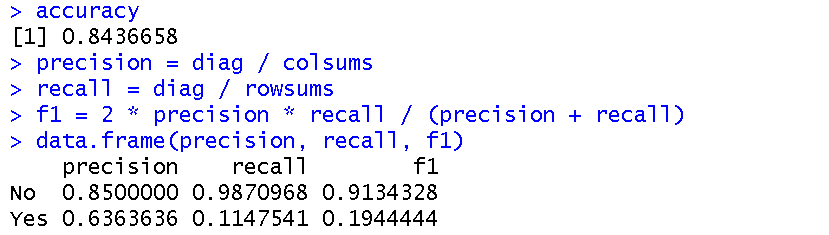 > accuracy
[1] 0.8436658
> precision = diag / colsums
> recall = diag / rowsums
> f1 = 2 * precision * recall / (precision + recall)
> data.frame(precision, recall, f1)
    precision    recall        f1
No  0.8500000 0.9870968 0.9134328
Yes 0.6363636 0.1147541 0.1944444